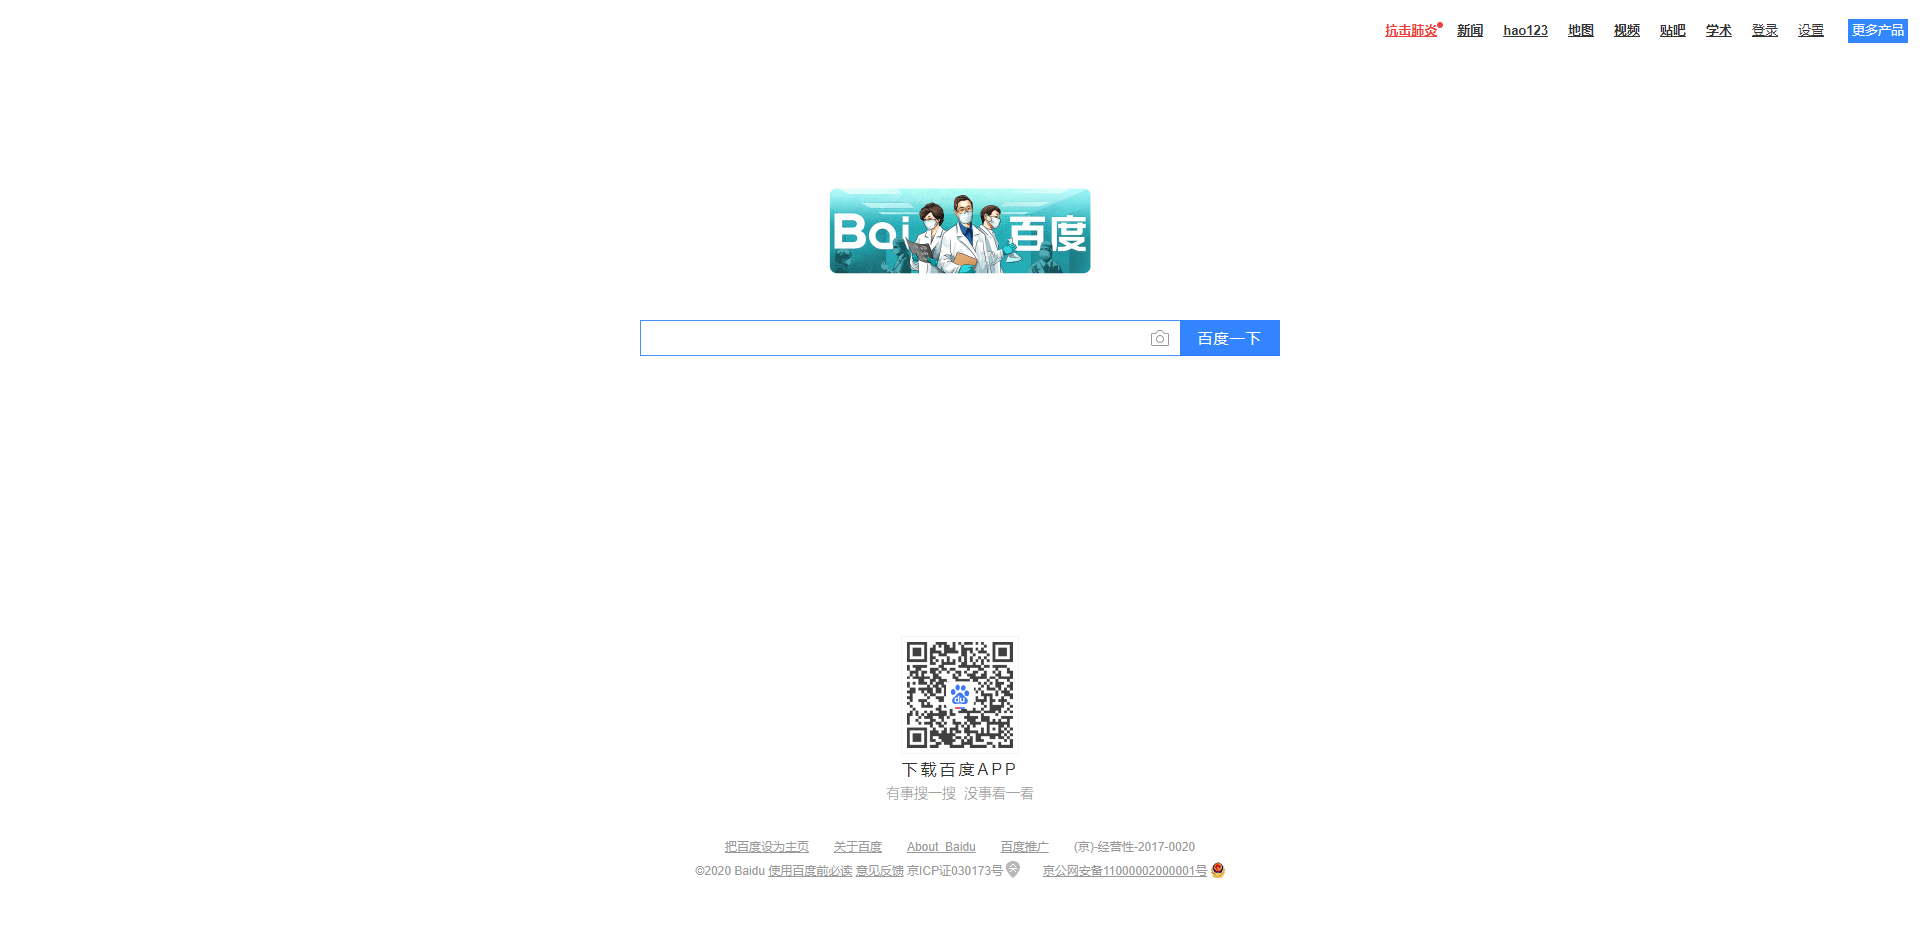 抗击肺炎 新闻 hao123 地图 视频 贴吧 学术 登录 设置 更多产品
Bai 百度
百度一下
du
下载百度APP
有事搜一搜 没事看一看
把百度设为主页 关于百度 About Baidu 百度推广 (京)-经营性-2017-0020
©2020 Baidu 使用百度前必读 意见反馈 京ICP证030173号 京公网安备11000002000001号